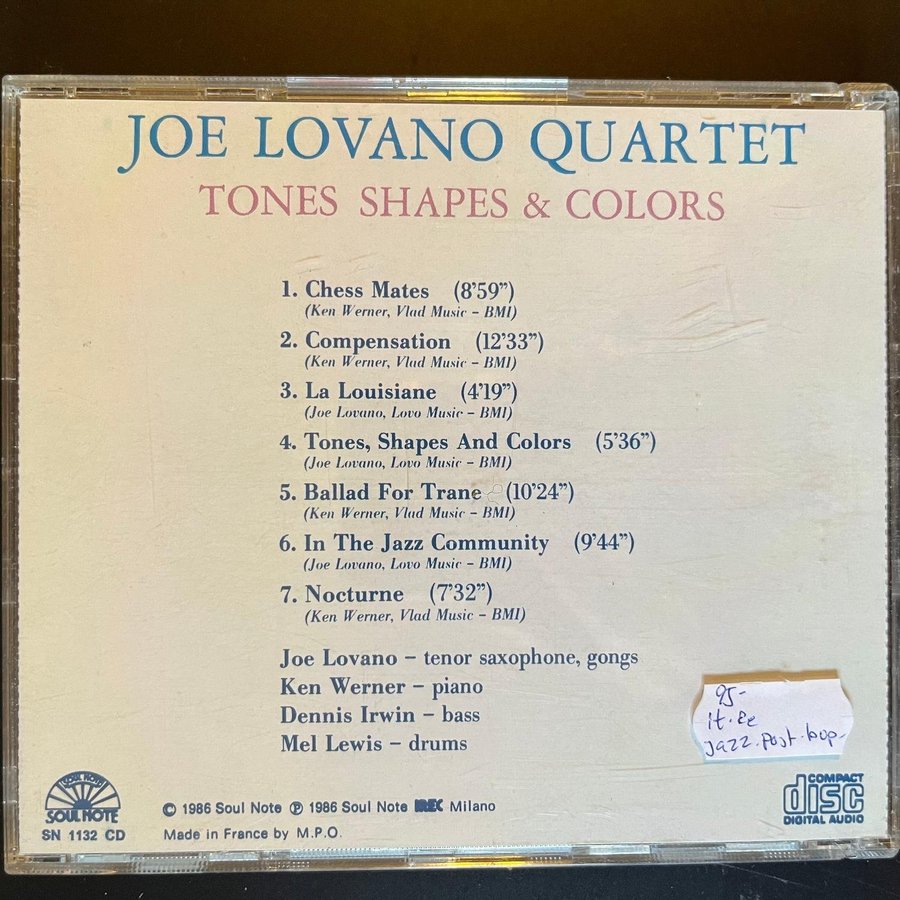 JOE LOVANO QUARTET
TONES SHAPES & COLORS
1. Chess Mates (8'59")
(Ken Werner, Vlad Music – BMI)
2. Compensation (12'33")
(Ken Werner, Vlad Music – BMI)
3. La Louisiane (4'19")
(Joe Lovano, Lovo Music – BMI)
4. Tones, Shapes And Colors (5'36")
(Joe Lovano, Lovo Music – BMI)
5. Ballad For Trane (10'24")
(Ken Werner, Vlad Music – BMI)
6. In The Jazz Community (9'44")
(Joe Lovano, Lovo Music – BMI)
7. Nocturne (7'32")
(Ken Werner, Vlad Music – BMI)
Joe Lovano – tenor saxophone, gongs
Ken Werner – piano
Dennis Irwin – bass
Mel Lewis – drums
95-
jazz. post. bop-
SOUL NOTE
SOUL NOTE
SN 1132 CD
© 1986 Soul Note ℗ 1986 Soul Note IREC Milano
Made in France by M.P.O.
COMPACT
disc
DIGITAL AUDIO